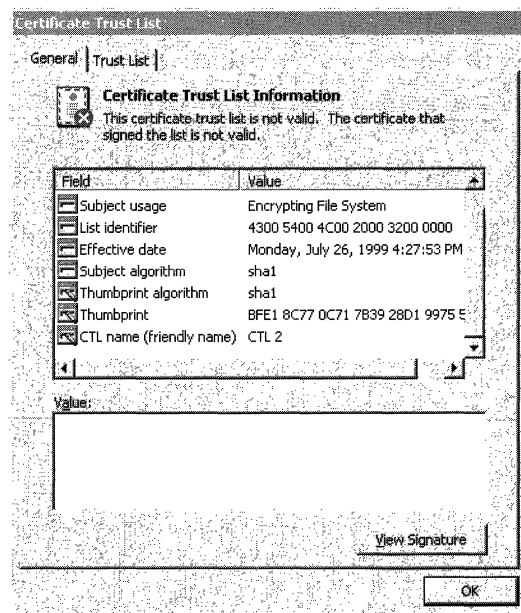 Certificate Trust List
General Trust List
Certificate Trust List Information
This certificate trust list is not valid. The certificate that
signed the list is not valid.
Field Value
Subject usage Encrypting File System
List identifier 4300 5400 4C00 2000 3200 0000
Effective date Monday, July 26, 1999 4:27:53 PM
Subject algorithm sha1
Thumbprint algorithm sha1
Thumbprint BFE1 8C77 0C71 7B39 28D1 9975 5
CTL name (friendly name) CTL 2
Value:
View Signature
OK